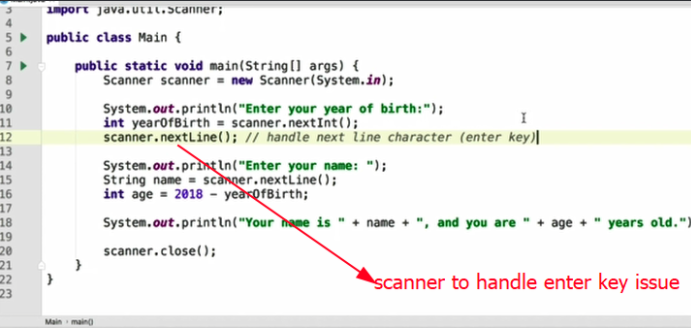 3 import java.util.Scanner;
4
5 public class Main {
6
7 public static void main(String[] args) {
8 Scanner scanner = new Scanner(System.in);
9
10 System.out.println("Enter your year of birth:");
11 int yearOfBirth = scanner.nextInt();
12 scanner.nextLine(); // handle next line character (enter key)
13
14 System.out.println("Enter your name: ");
15 String name = scanner.nextLine();
16 int age = 2018 - yearOfBirth;
17
18 System.out.println("Your name is " + name + ", and you are " + age + " years old.")
19
20 scanner.close();
21 }
22 }
23
scanner to handle enter key issue
Main › main()